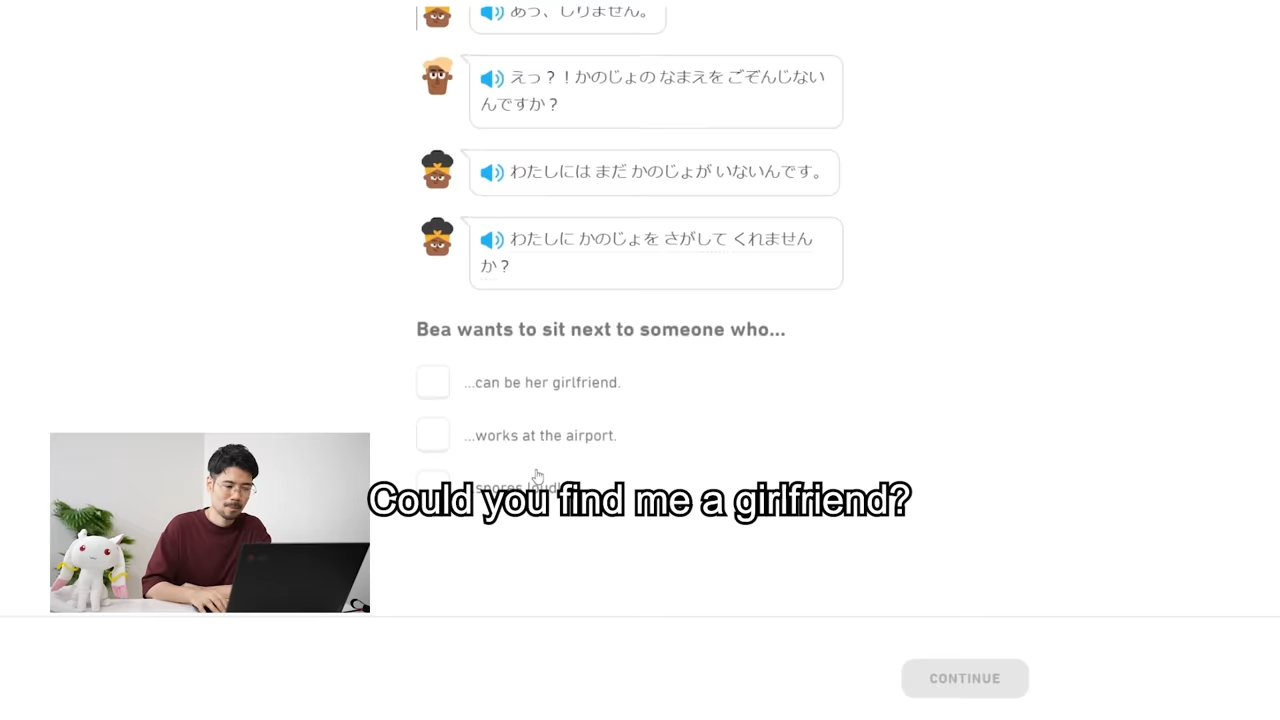 あっ、しりません。
えっ？！かのじょの なまえを ごぞんじない
んですか？
わたしには まだ かのじょが いないんです。
わたしに かのじょを さがして くれません
か？
Bea wants to sit next to someone who...
...can be her girlfriend.
...works at the airport.
Could you find me a girlfriend?
CONTINUE